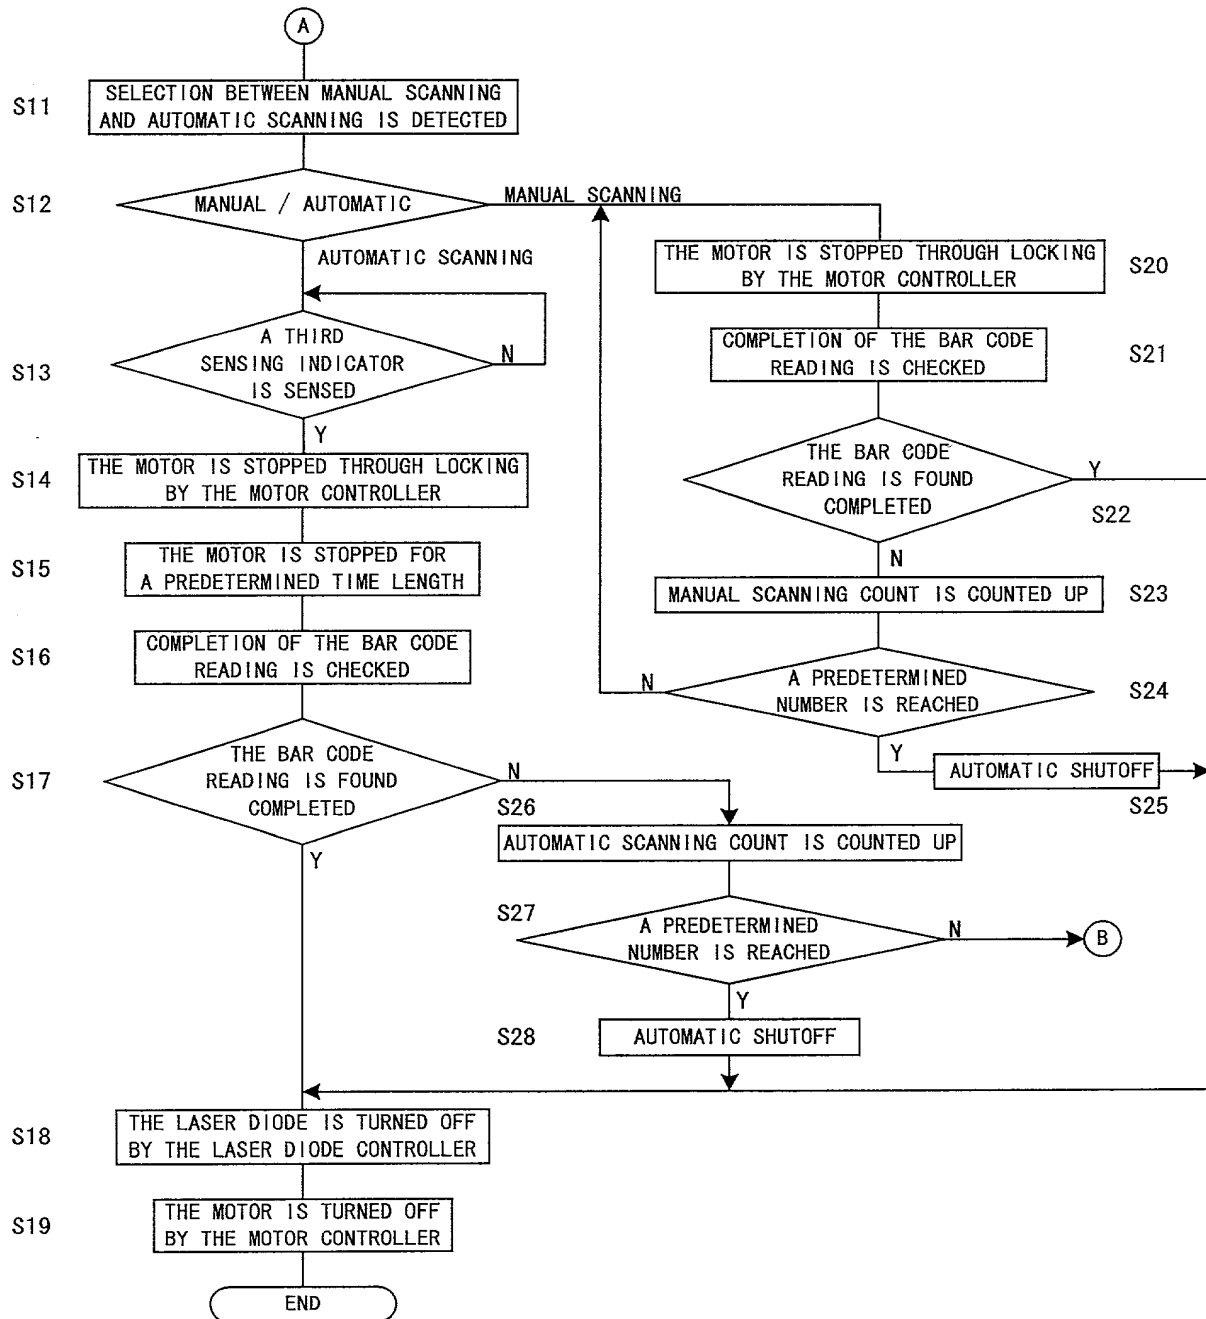 A
S11
SELECTION BETWEEN MANUAL SCANNING
AND AUTOMATIC SCANNING IS DETECTED
S12
MANUAL / AUTOMATIC
MANUAL SCANNING
AUTOMATIC SCANNING
S13
A THIRD
SENSING INDICATOR
IS SENSED
N
Y
S14
THE MOTOR IS STOPPED THROUGH LOCKING
BY THE MOTOR CONTROLLER
S15
THE MOTOR IS STOPPED FOR
A PREDETERMINED TIME LENGTH
S16
COMPLETION OF THE BAR CODE
READING IS CHECKED
S17
THE BAR CODE
READING IS FOUND
COMPLETED
N
Y
THE MOTOR IS STOPPED THROUGH LOCKING
BY THE MOTOR CONTROLLER
S20
COMPLETION OF THE BAR CODE
READING IS CHECKED
S21
THE BAR CODE
READING IS FOUND
COMPLETED
Y
S22
N
MANUAL SCANNING COUNT IS COUNTED UP
S23
A PREDETERMINED
NUMBER IS REACHED
N
S24
Y
AUTOMATIC SHUTOFF
S25
S26
AUTOMATIC SCANNING COUNT IS COUNTED UP
S27
A PREDETERMINED
NUMBER IS REACHED
N
B
Y
S28
AUTOMATIC SHUTOFF
S18
THE LASER DIODE IS TURNED OFF
BY THE LASER DIODE CONTROLLER
S19
THE MOTOR IS TURNED OFF
BY THE MOTOR CONTROLLER
END